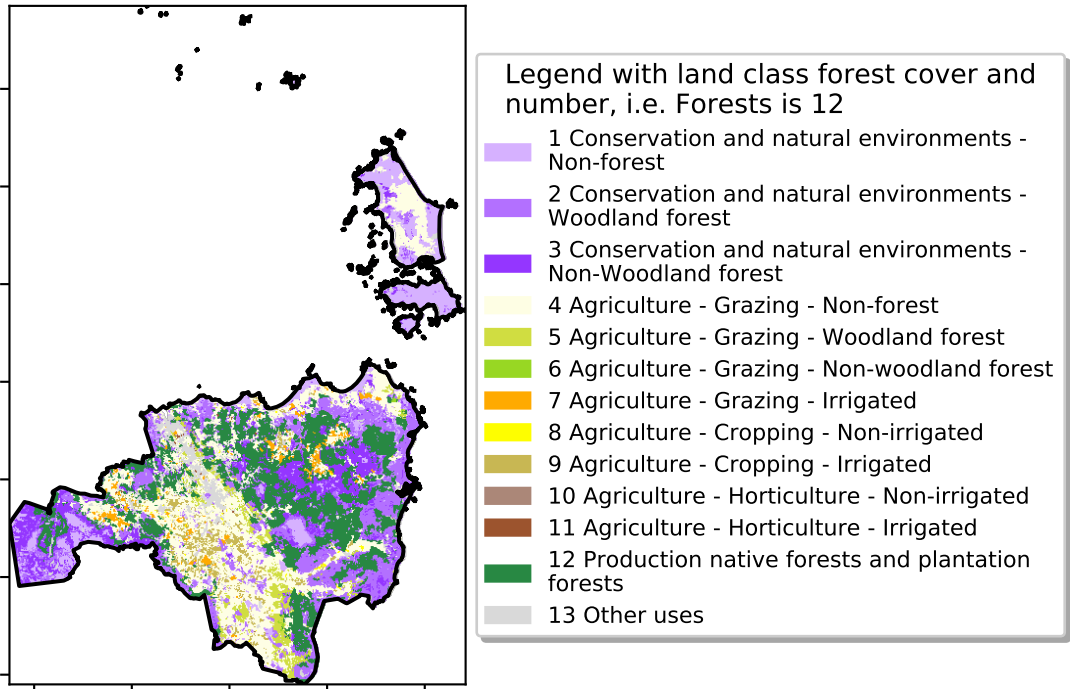 Legend with land class forest cover and
number, i.e. Forests is 12
1 Conservation and natural environments -
Non-forest
2 Conservation and natural environments -
Woodland forest
3 Conservation and natural environments -
Non-Woodland forest
4 Agriculture - Grazing - Non-forest
5 Agriculture - Grazing - Woodland forest
6 Agriculture - Grazing - Non-woodland forest
7 Agriculture - Grazing - Irrigated
8 Agriculture - Cropping - Non-irrigated
9 Agriculture - Cropping - Irrigated
10 Agriculture - Horticulture - Non-irrigated
11 Agriculture - Horticulture - Irrigated
12 Production native forests and plantation
forests
13 Other uses